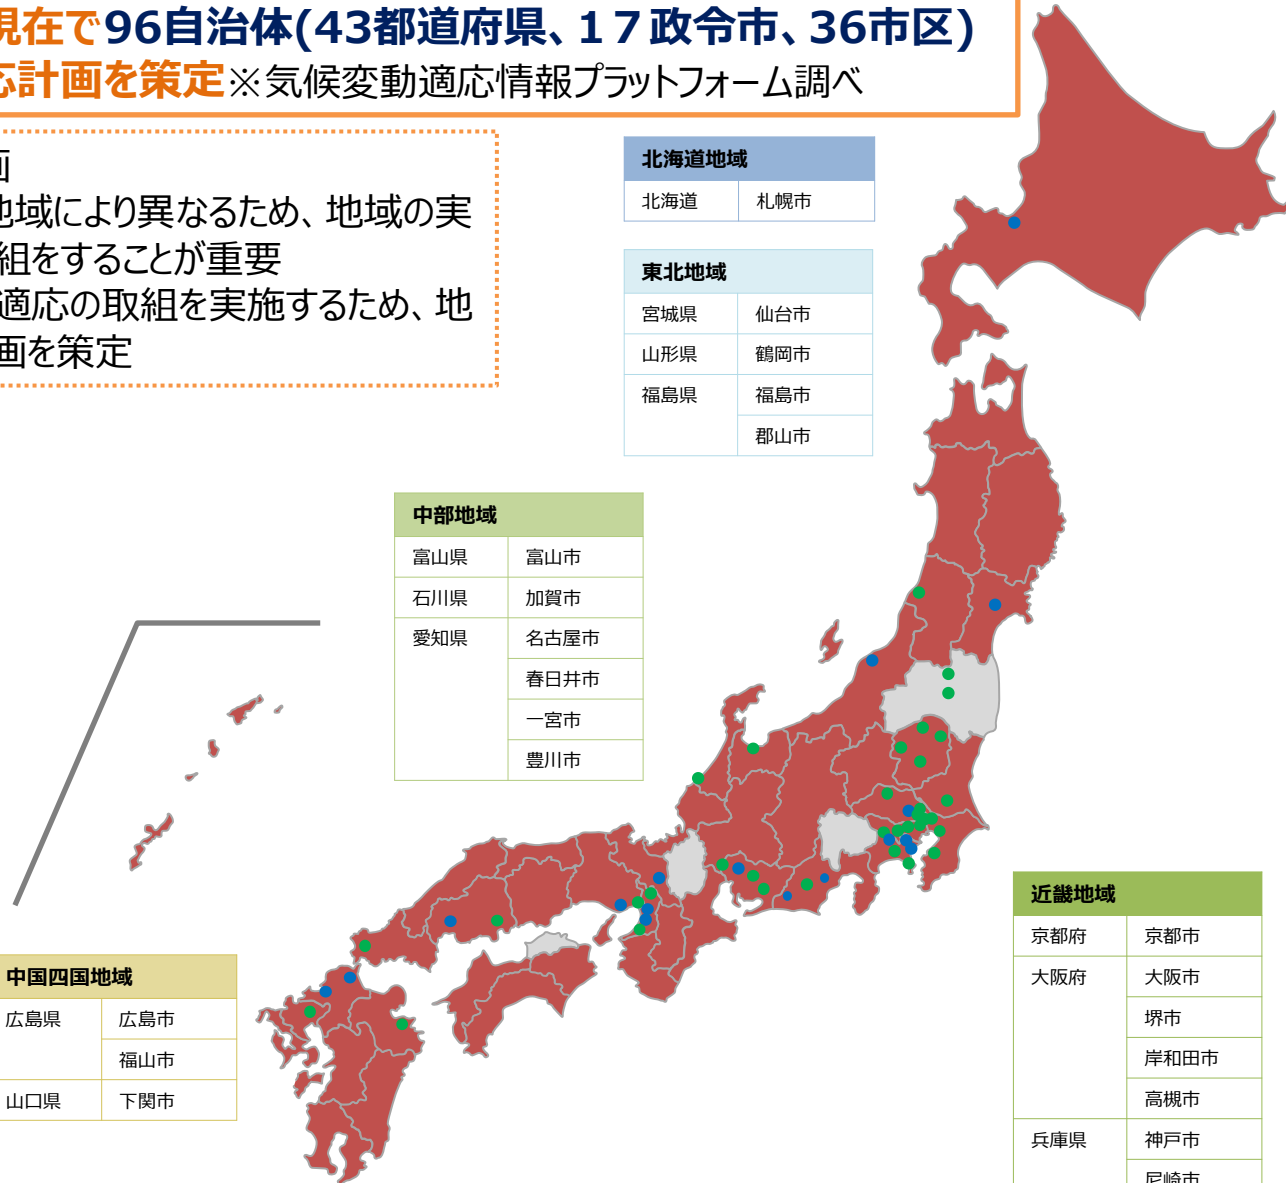 現在で96自治体(43都道府県、１７政令市、36市区)
応計画を策定※気候変動適応情報プラットフォーム調べ
画
地域により異なるため、地域の実
組をすることが重要
適応の取組を実施するため、地
画を策定
北海道地域
北海道 札幌市
東北地域
宮城県 仙台市
山形県 鶴岡市
福島県 福島市
郡山市
中部地域
富山県 富山市
石川県 加賀市
愛知県 名古屋市
春日井市
一宮市
豊川市
中国四国地域
広島県 広島市
福山市
山口県 下関市
近畿地域
京都府 京都市
大阪府 大阪市
堺市
岸和田市
高槻市
兵庫県 神戸市
尼崎市